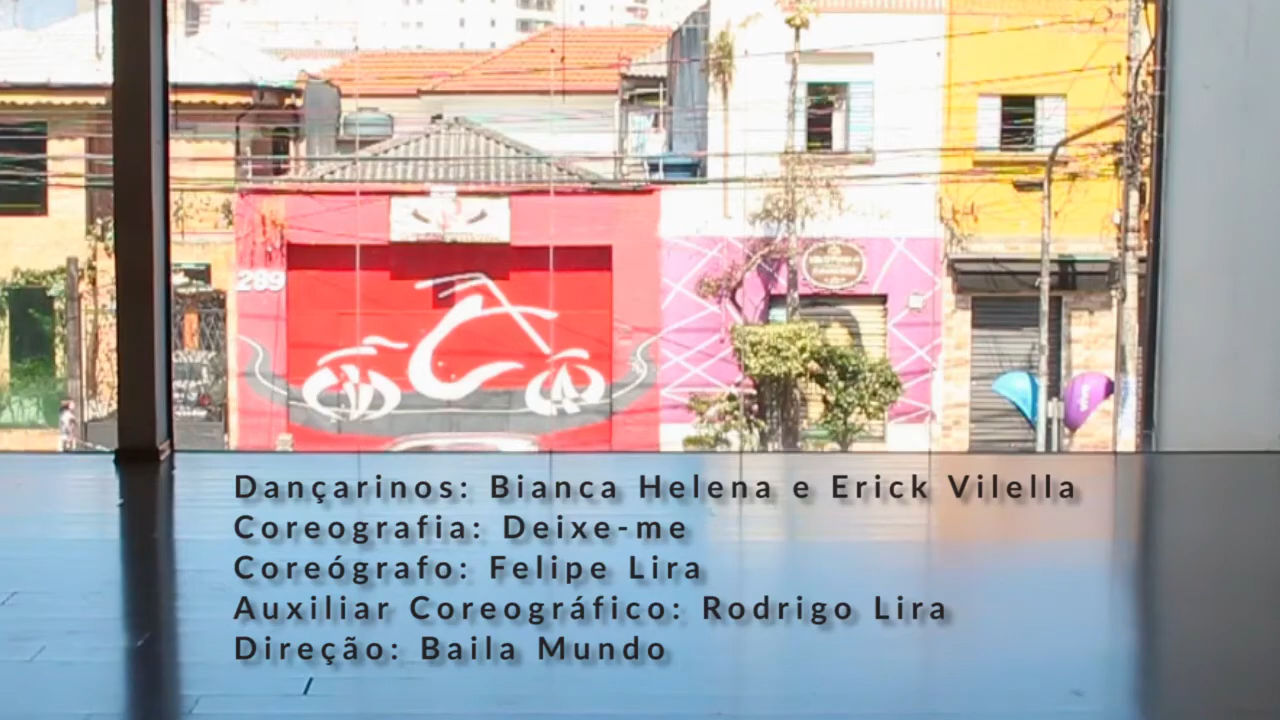 289
Dançarinos: Bianca Helena e Erick Vilella
Coreografia: Deixe-me
Coreógrafo: Felipe Lira
Auxiliar Coreográfico: Rodrigo Lira
Direção: Baila Mundo